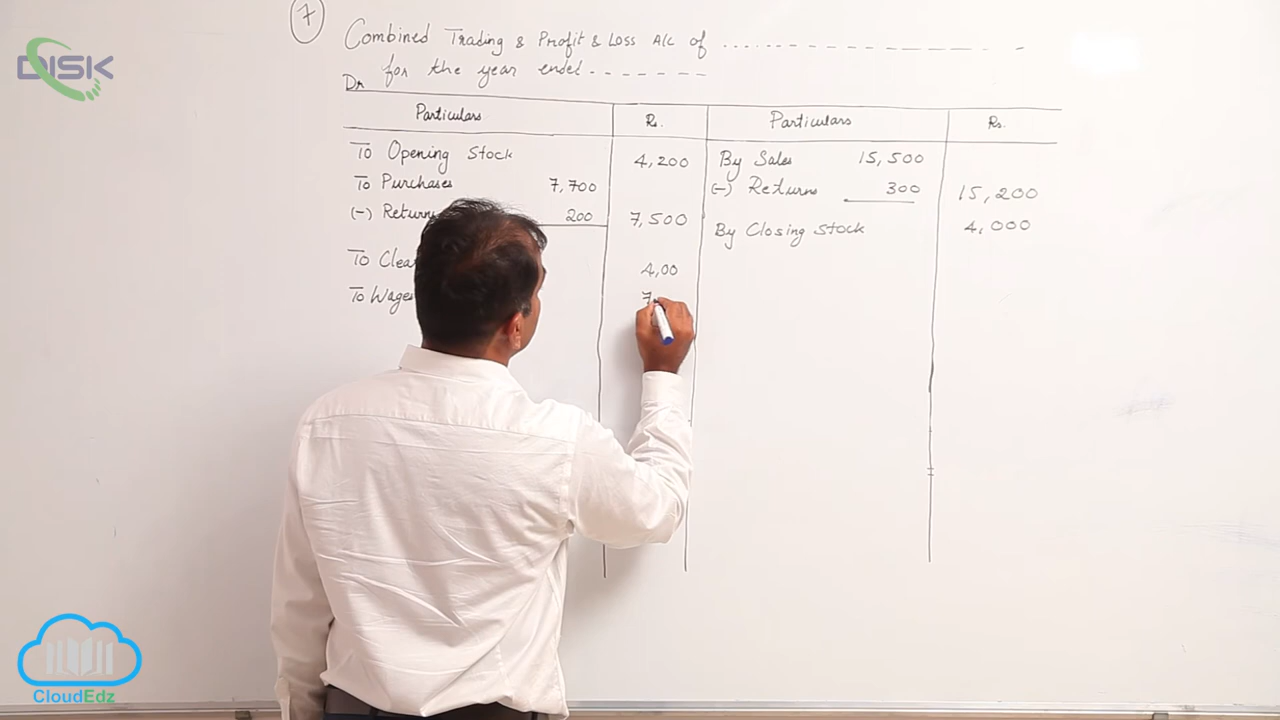 DISK
7
Combined Trading & Profit & Loss A/c of
for the year ended
Dr
Particulars Rs. Particulars Rs.
To Opening Stock 4,200 By Sales 15,500
To Purchases 7,700 (-) Returns 300 15,200
(-) Return 200 7,500 By Closing Stock 4,000
To Clea 4,00
To Wages 7
CloudEdz